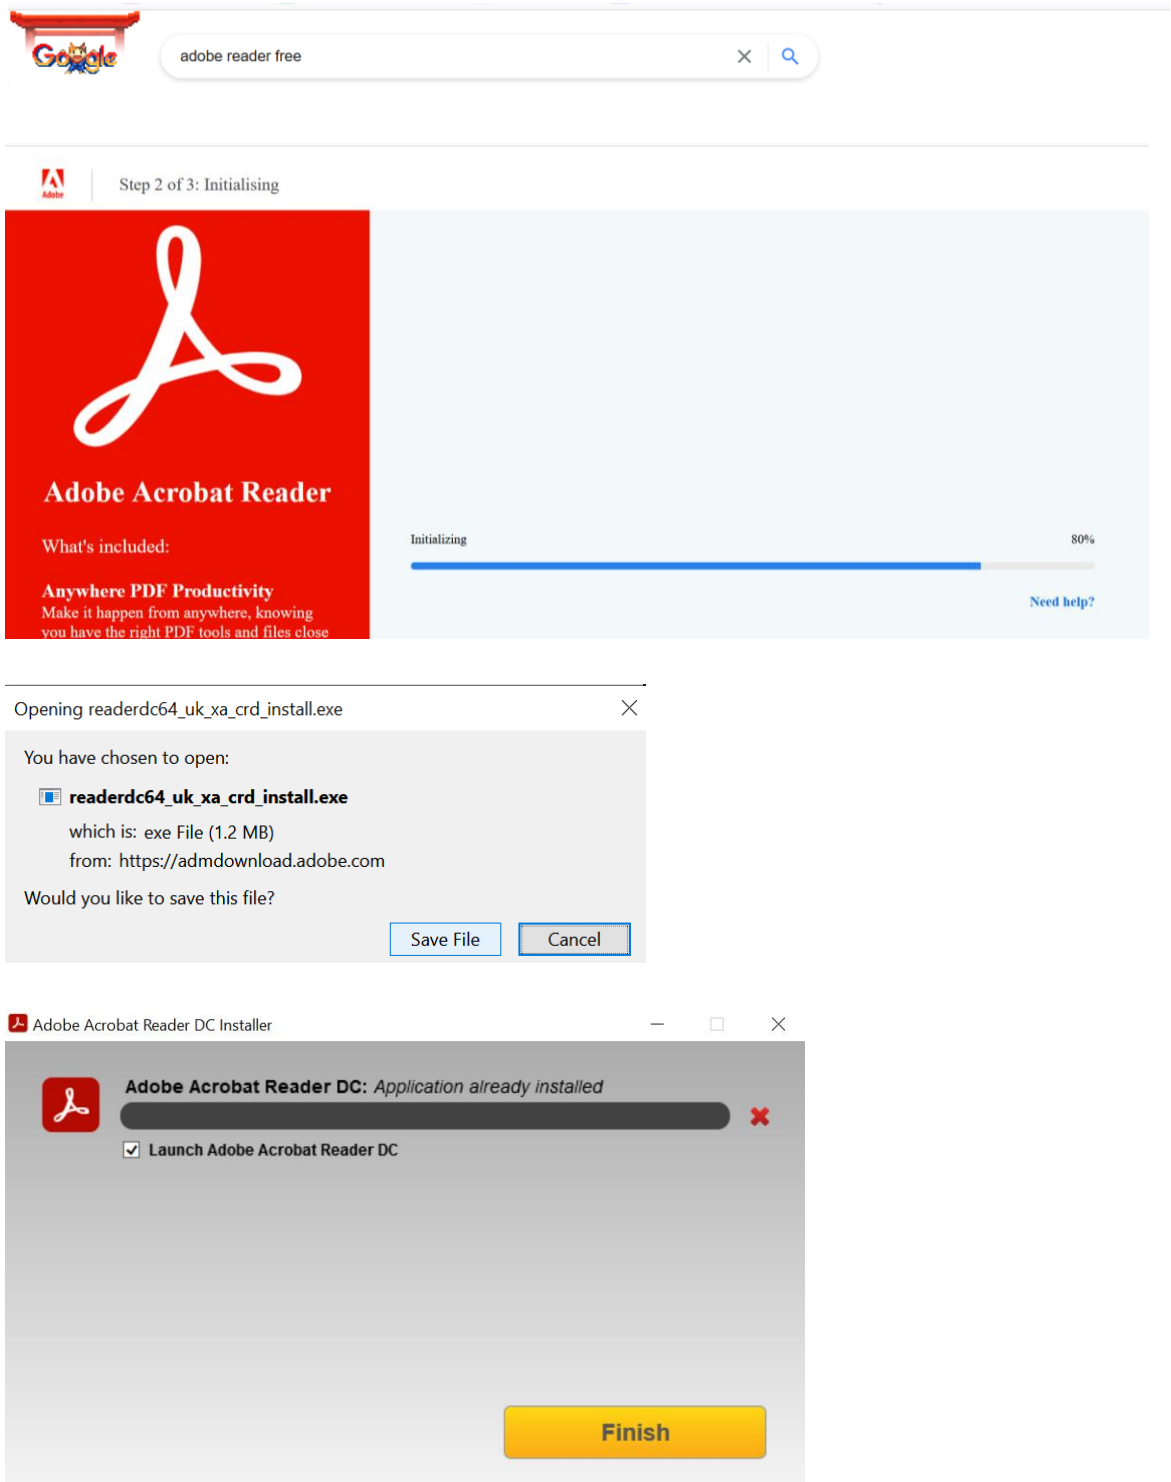 Google
adobe reader free
Adobe
Step 2 of 3: Initialising
Adobe Acrobat Reader
What's included:
Anywhere PDF Productivity
Make it happen from anywhere, knowing
you have the right PDF tools and files close
Initializing 80%
Need help?
Opening readerdc64_uk_xa_crd_install.exe
You have chosen to open:
readerdc64_uk_xa_crd_install.exe
which is: exe File (1.2 MB)
from: https://admdownload.adobe.com
Would you like to save this file?
Save File Cancel
Adobe Acrobat Reader DC Installer
Adobe Acrobat Reader DC: Application already installed
Launch Adobe Acrobat Reader DC
Finish